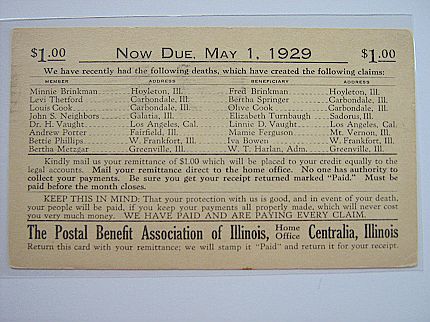 $1.00 NOW DUE, MAY 1, 1929 $1.00
We have recently had the following deaths, which have created the following claims:
MEMBER ADDRESS BENEFICIARY ADDRESS
Minnie Brinkman Hoyleton, Ill. Fred Brinkman Hoyleton, Ill.
Levi Thetford Carbondale, Ill. Bertha Springer Carbondale, Ill.
Louis Cook Carbondale, Ill. Olive Cook Carbondale, Ill.
John S. Neighbors Galatia, Ill. Elizabeth Turnbaugh Sadorus, Ill.
Dr. H. Vaught Los Angeles, Cal. Linnie D. Vaught Los Angeles, Cal.
Andrew Porter Fairfield, Ill. Mamie Ferguson Mt. Vernon, Ill.
Bettie Phillips W. Frankfort, Ill. Iva Bowen W. Frankfort, Ill.
Bertha Metzgar Greenville, Ill. W. T. Harlan, Adm. Greenville, Ill.
Kindly mail us your remittance of $1.00 which will be placed to your credit equally to the
legal accounts. Mail your remittance direct to the home office. No one has authority to
collect your payments. Be sure you get your receipt returned marked "Paid." Must be
paid before the month closes.
KEEP THIS IN MIND: That your protection with us is good, and in event of your death,
your people will be paid, if you keep your payments all properly made, which will never cost
you very much money. WE HAVE PAID AND ARE PAYING EVERY CLAIM.
The Postal Benefit Association of Illinois, Home Office Centralia, Illinois
Return this card with your remittance; we will stamp it "Paid" and return it for your receipt.